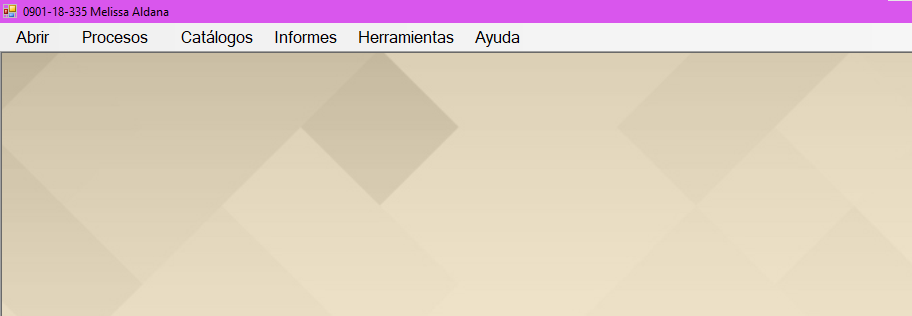 0901-18-335 Melissa Aldana
Abrir Procesos Catálogos Informes Herramientas Ayuda